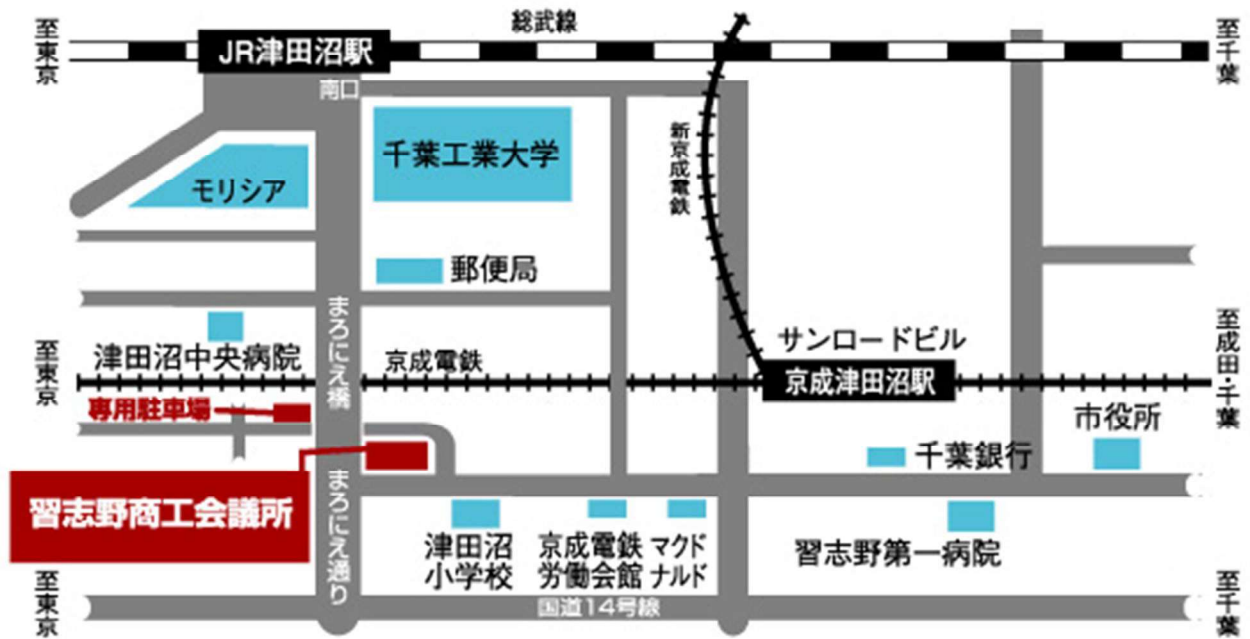 至東京
総武線
至千葉
JR津田沼駅
南口
千葉工業大学
新京成電鉄
モリシア
郵便局
まろにえ橋
サンロードビル
至成田・千葉
至東京
津田沼中央病院
京成電鉄
京成津田沼駅
専用駐車場
市役所
千葉銀行
習志野商工会議所
まろにえ通り
津田沼
小学校
京成電鉄
労働会館
マクド
ナルド
習志野第一病院
至東京
国道14号線
至千葉